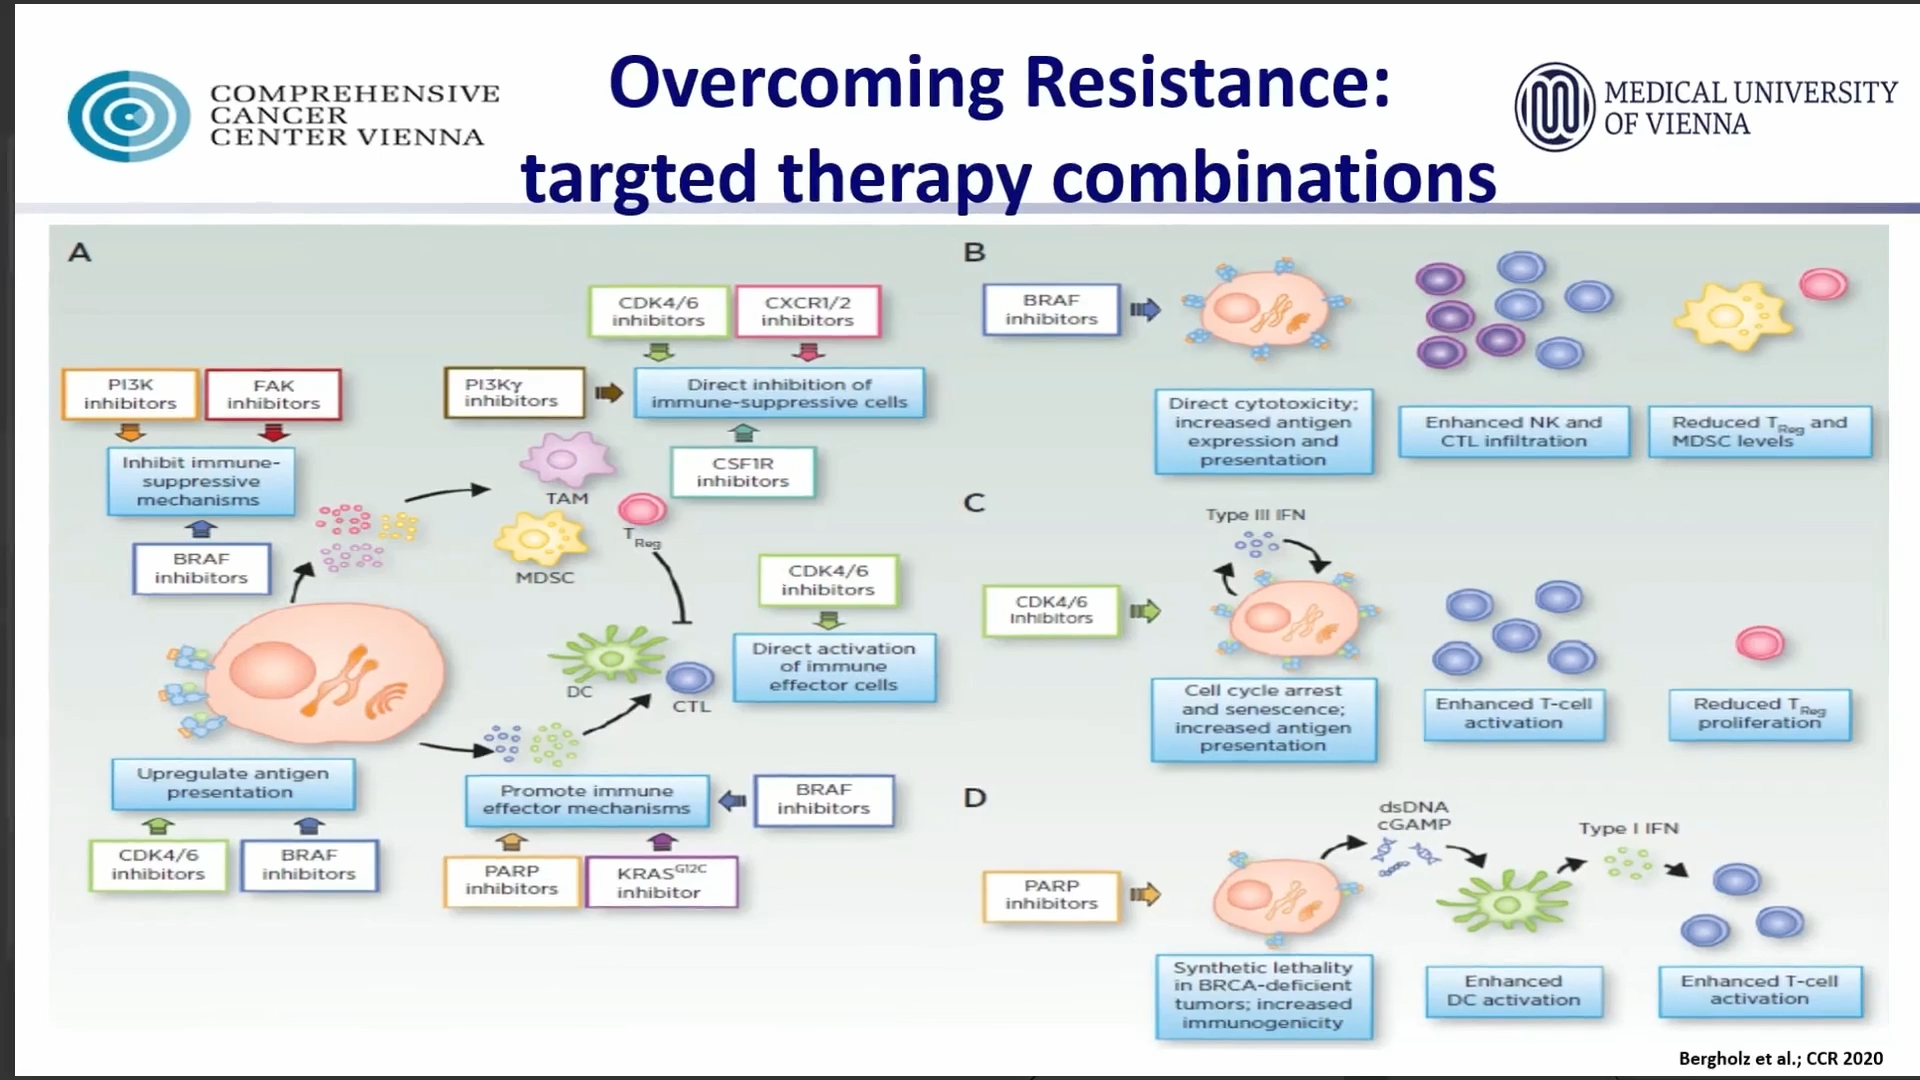 COMPREHENSIVE
CANCER
CENTER VIENNA
Overcoming Resistance:
targted therapy combinations
MEDICAL UNIVERSITY
OF VIENNA
A
CDK4/6
inhibitors
CXCR1/2
inhibitors
PI3K
inhibitors
FAK
inhibitors
PI3Kγ
inhibitors
Direct inhibition of
immune-suppressive cells
Inhibit immune-
suppressive
mechanisms
CSF1R
inhibitors
TAM
TReg
MDSC
BRAF
inhibitors
CDK4/6
inhibitors
Direct activation
of immune
effector cells
DC
CTL
Upregulate antigen
presentation
Promote immune
effector mechanisms
BRAF
inhibitors
CDK4/6
inhibitors
BRAF
inhibitors
PARP
inhibitors
KRASG12C
inhibitor
B
BRAF
inhibitors
Direct cytotoxicity;
increased antigen
expression and
presentation
Enhanced NK and
CTL infiltration
Reduced TReg and
MDSC levels
C
Type III IFN
CDK4/6
inhibitors
Cell cycle arrest
and senescence;
increased antigen
presentation
Enhanced T-cell
activation
Reduced TReg
proliferation
D
dsDNA
cGAMP
Type I IFN
PARP
inhibitors
Synthetic lethality
in BRCA-deficient
tumors; increased
immunogenicity
Enhanced
DC activation
Enhanced T-cell
activation
Bergholz et al.; CCR 2020